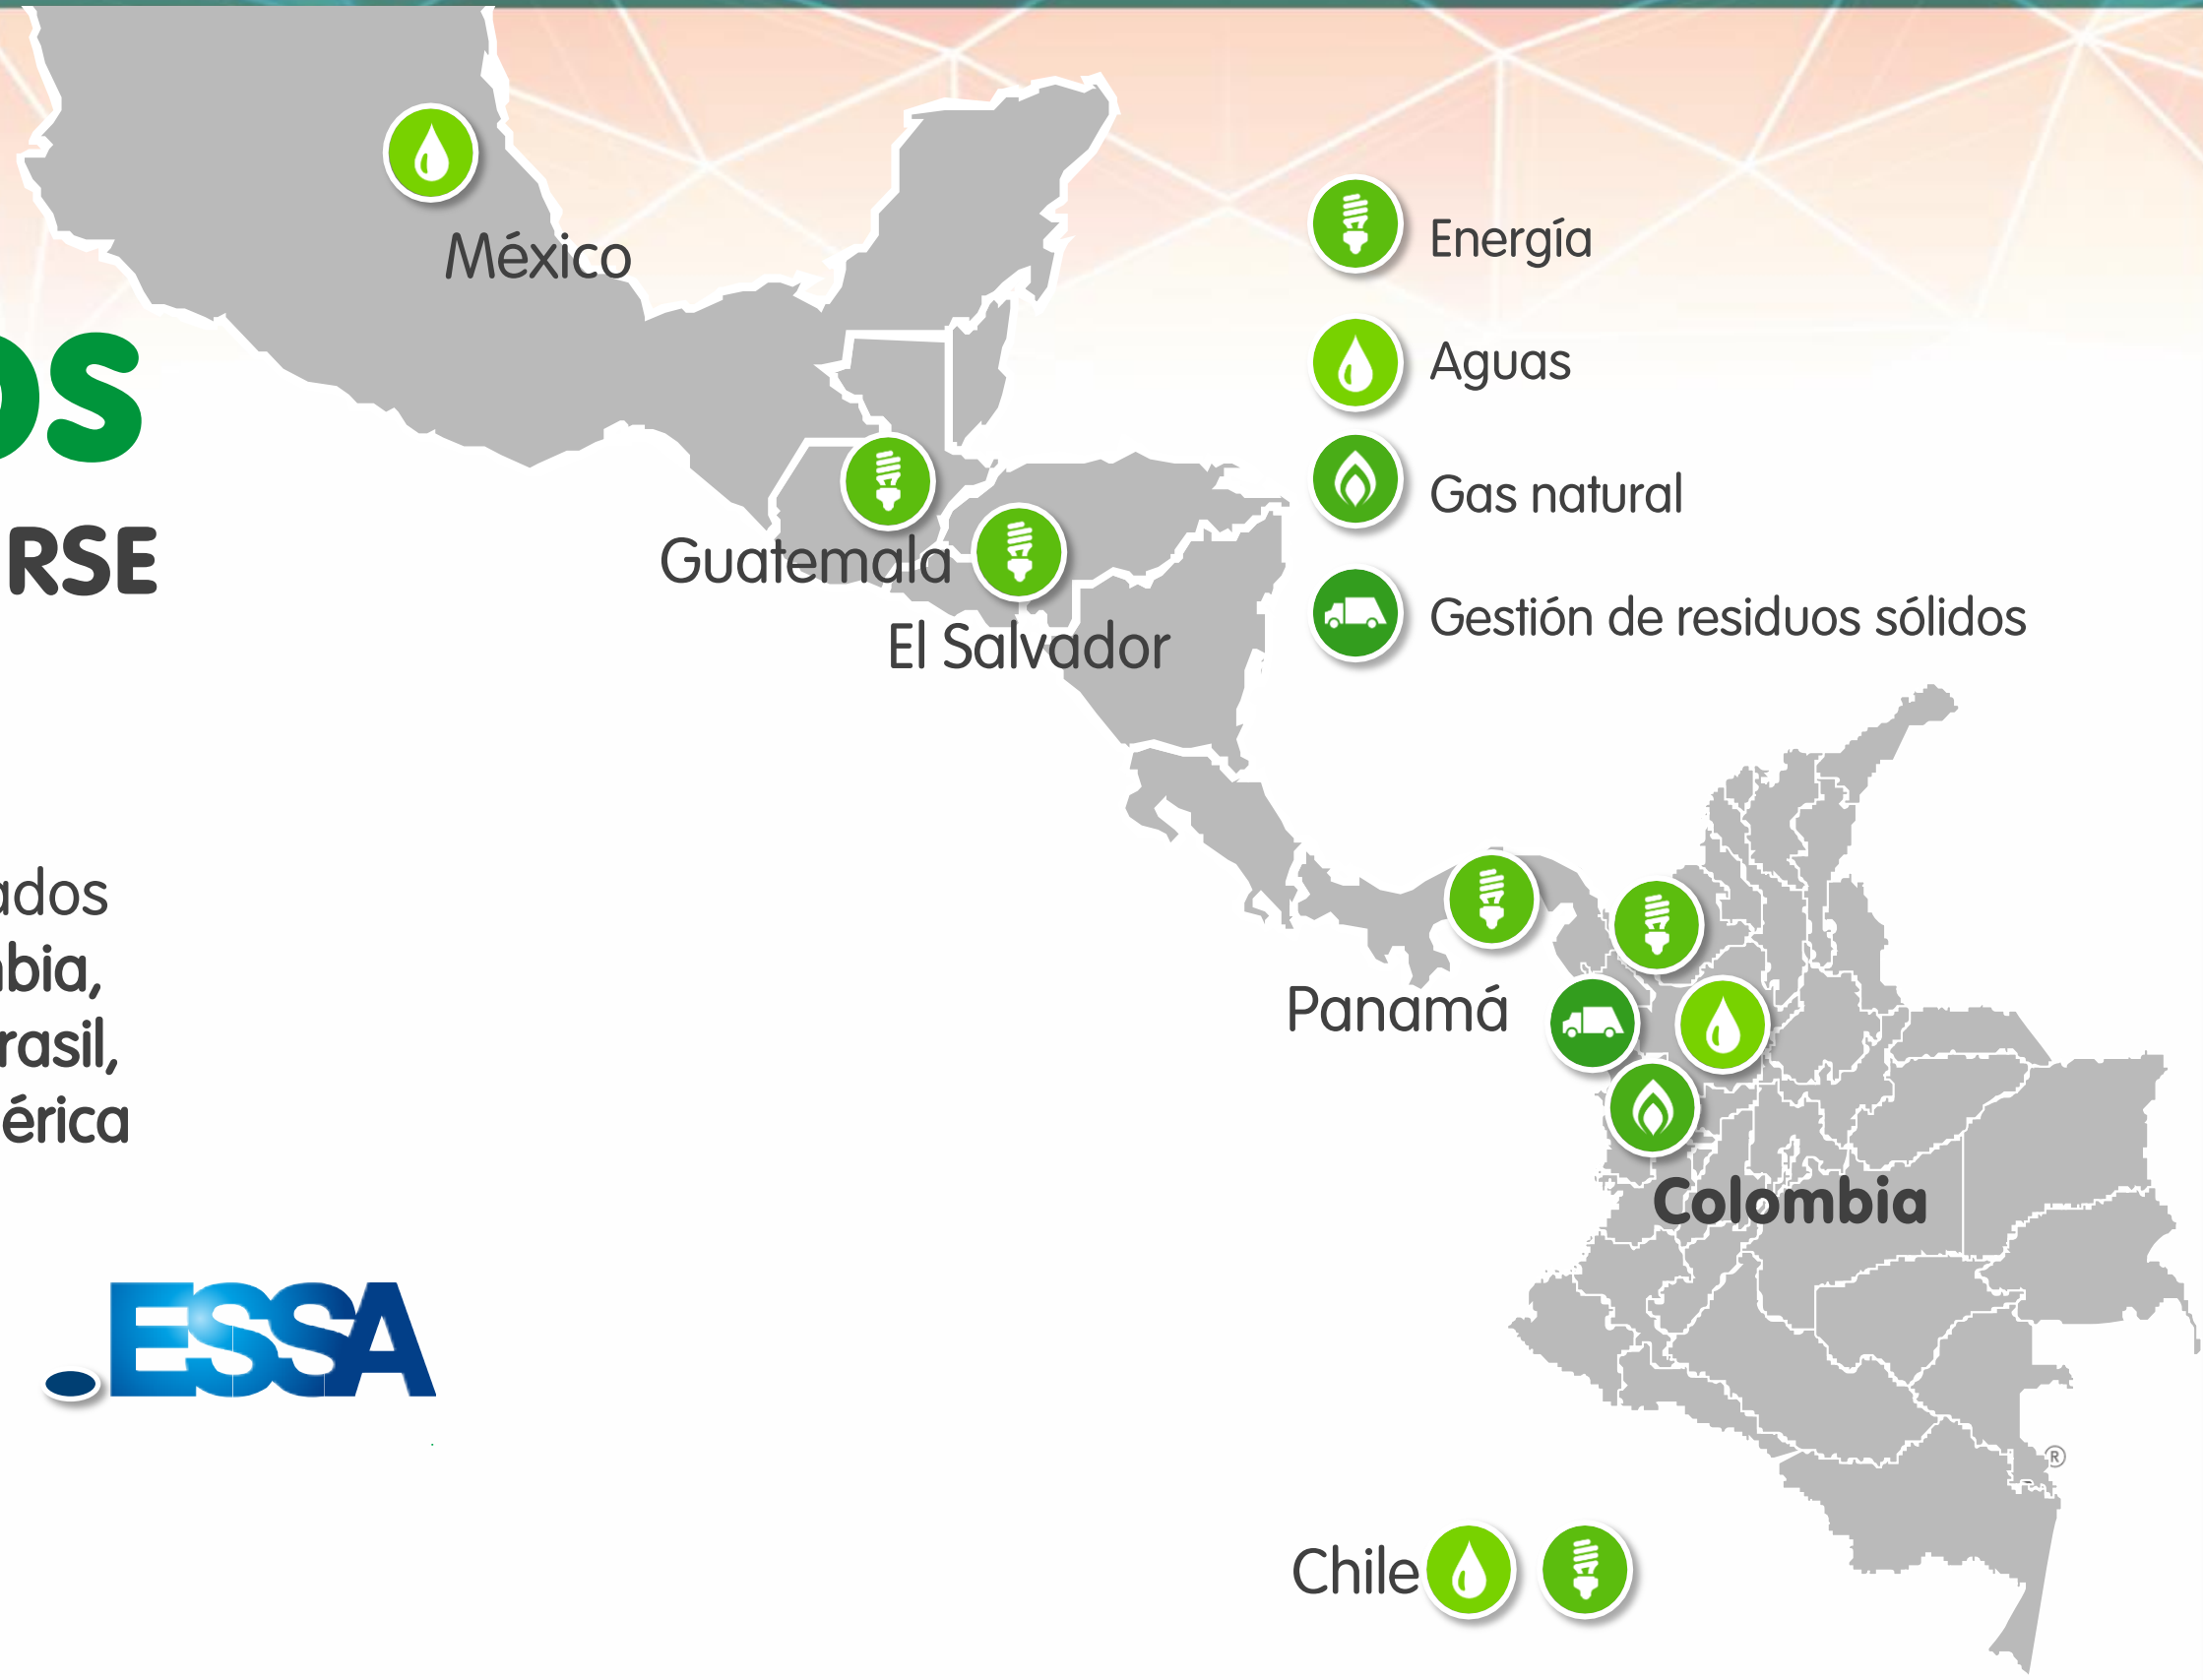 México
Energía
Aguas
Gas natural
Gestión de residuos sólidos
OS
RSE
Guatemala
El Salvador
Panamá
Colombia
ados
bia,
rasil,
érica
ESSA
®
Chile